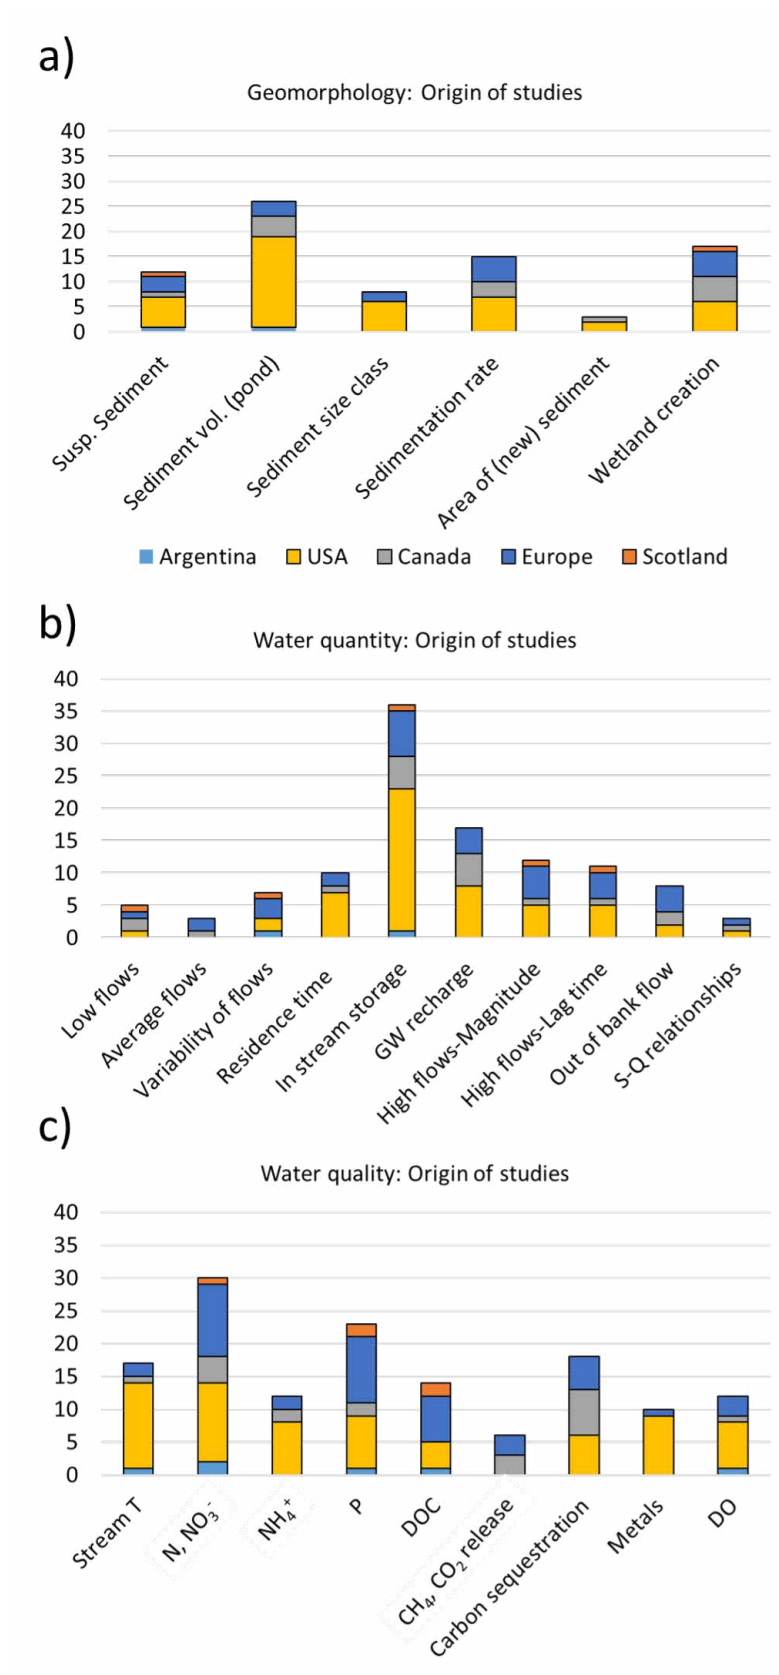 a)
Geomorphology: Origin of studies
40
35
30
25
20
15
10
5
0
Susp. Sediment
Sediment vol. (pond)
Sediment size class
Sedimentation rate
Area of (new) sediment
Wetland creation
Argentina USA Canada Europe Scotland
b)
Water quantity: Origin of studies
40
35
30
25
20
15
10
5
0
Low flows
Average flows
Variability of flows
Residence time
In stream storage
GW recharge
High flows-Magnitude
High flows-Lag time
Out of bank flow
S-Q relationships
c)
Water quality: Origin of studies
40
35
30
25
20
15
10
5
0
Stream T
N, NO₃⁻
NH₄⁺
P
DOC
CH₄, CO₂ release
Carbon sequestration
Metals
DO